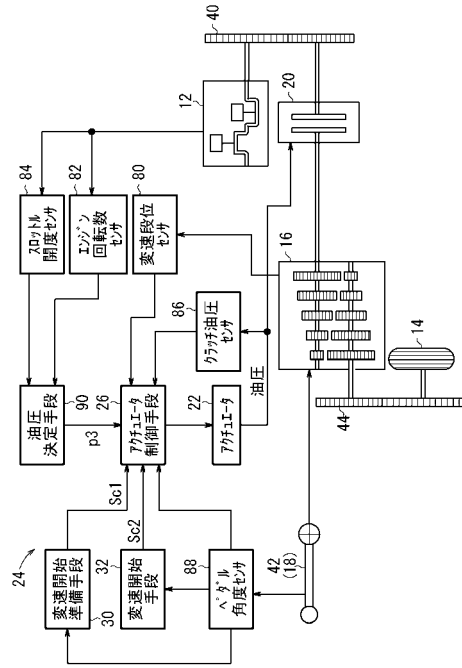 24
変速開始
準備手段
30
変速開始
手段
32
ペダル
角度センサ
88
42
(18)
Sc1
Sc2
油圧
決定手段
90
p3
アクチュエータ
制御手段
26
アクチュエータ
22
油圧
クラッチ油圧
センサ
86
スロットル
開度センサ
84
エンジン
回転数
センサ
82
変速段位
センサ
80
12
40
20
16
14
44